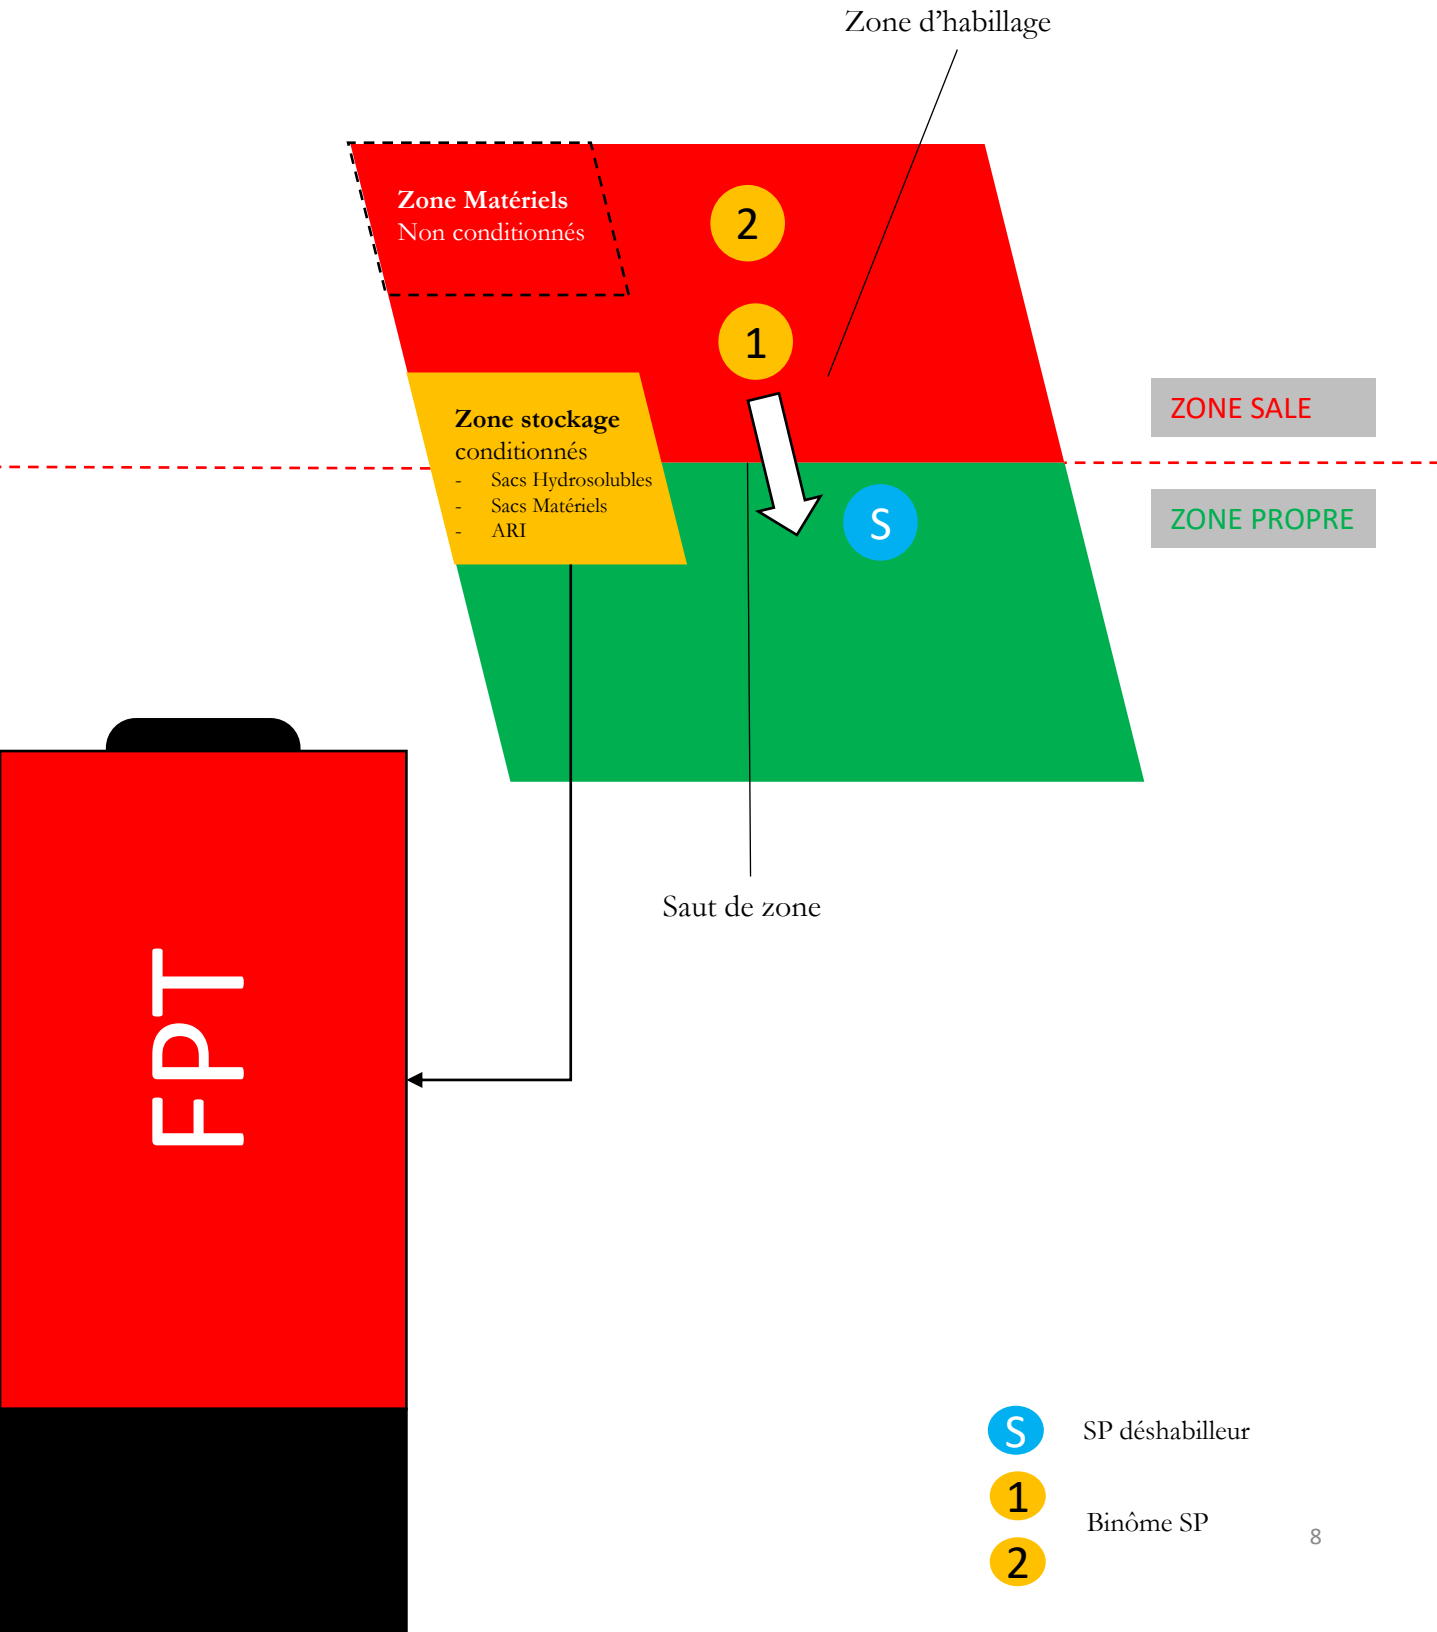 Zone d’habillage
Zone Matériels
Non conditionnés
2
1
Zone stockage
conditionnés
- Sacs Hydrosolubles
- Sacs Matériels
- ARI
S
ZONE SALE
ZONE PROPRE
Saut de zone
FPT
S SP déshabilleur
1
Binôme SP
2
8